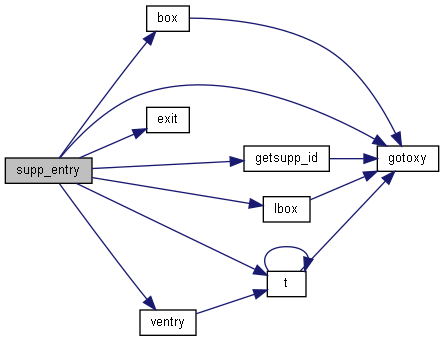 box
exit
getsupp_id
gotoxy
supp_entry
lbox
t
ventry